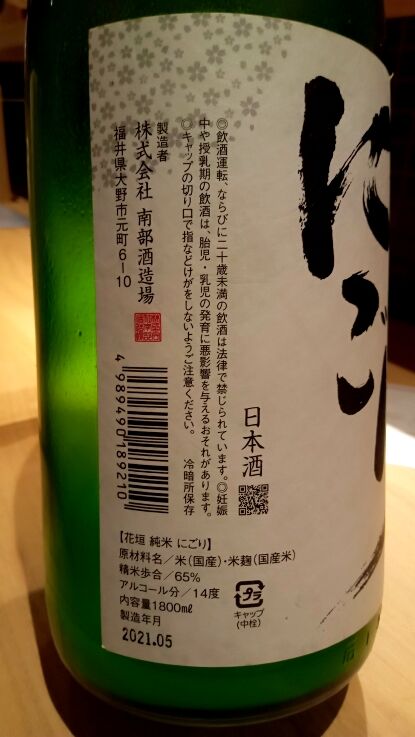 にごり
日本酒
◎飲酒運転、ならびに二十歳未満の飲酒は法律で禁じられています。◎妊娠
中や授乳期の飲酒は、胎児・乳児の発育に悪影響を与えるおそれがあります。
◎キャップの切り口で指などけがをしないようご注意ください。 冷暗所保存
製造者
株式会社 南部酒造場
福井県大野市元町6-10
4989490189210
【花垣 純米 にごり】
原材料名/米(国産)・米麹(国産米)
精米歩合/65%
アルコール分/14度
内容量1800mℓ
製造年月
2021.05
プラ
キャップ
(中栓)